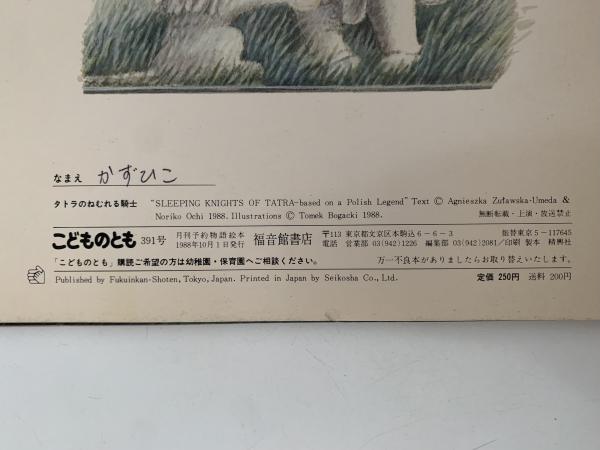 なまえ かずひこ
タトラのねむれる騎士 "SLEEPING KNIGHTS OF TATRA-based on a Polish Legend" Text © Agnieszka Żuławska-Umeda &
Noriko Ochi 1988. Illustrations © Tomek Bogacki 1988. 無断転載・上演・放送禁止
こどものとも 391号 月刊予約物語絵本 福音館書店 〒113 東京都文京区本駒込6-6-3 振替東京5-117645
1988年10月1日発行 電話 営業部 03(942)1226 編集部 03(942)2081/印刷 製本 精興社
「こどものとも」購読ご希望の方は幼稚園・保育園へご相談ください。 万一不良本がありましたらお取り替えいたします。
Published by Fukuinkan-Shoten, Tokyo, Japan. Printed in Japan by Seikosha Co., Ltd. 定価 250円 送料 200円